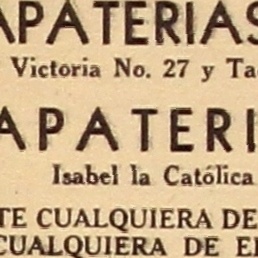 APATERIAS
Victoria No. 27 y Ta
APATERI
Isabel la Católica
TE CUALQUIERA DE
CUALQUIERA DE E